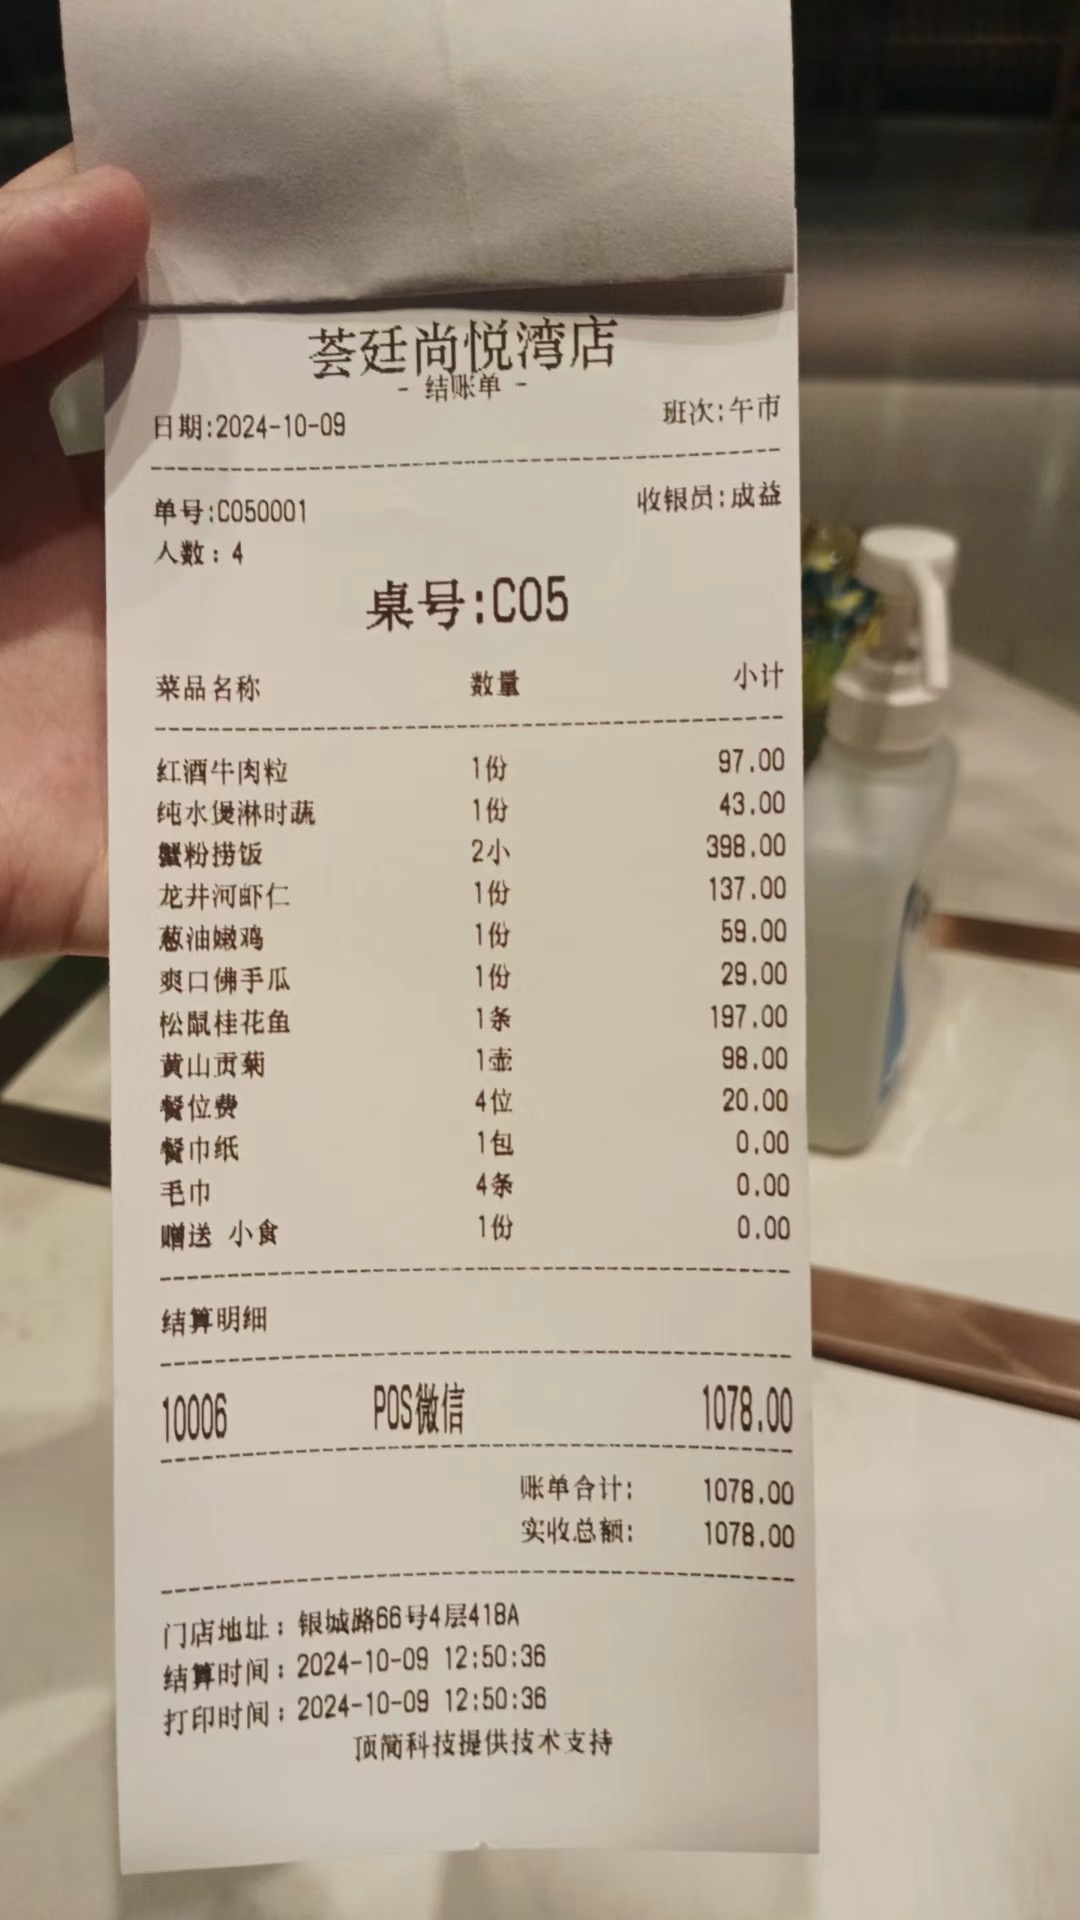 荟廷尚悦湾店
- 结账单 -
日期:2024-10-09 班次:午市
单号:C050001 收银员:成益
人数：4
桌号:C05
菜品名称 数量 小计
红酒牛肉粒 1份 97.00
纯水煲淋时蔬 1份 43.00
蟹粉捞饭 2小 398.00
龙井河虾仁 1份 137.00
葱油嫩鸡 1份 59.00
爽口佛手瓜 1份 29.00
松鼠桂花鱼 1条 197.00
黄山贡菊 1壶 98.00
餐位费 4位 20.00
餐巾纸 1包 0.00
毛巾 4条 0.00
赠送 小食 1份 0.00
结算明细
10006 POS微信 1078.00
账单合计: 1078.00
实收总额: 1078.00
门店地址：银城路66号4层418A
结算时间：2024-10-09 12:50:36
打印时间：2024-10-09 12:50:36
顶简科技提供技术支持